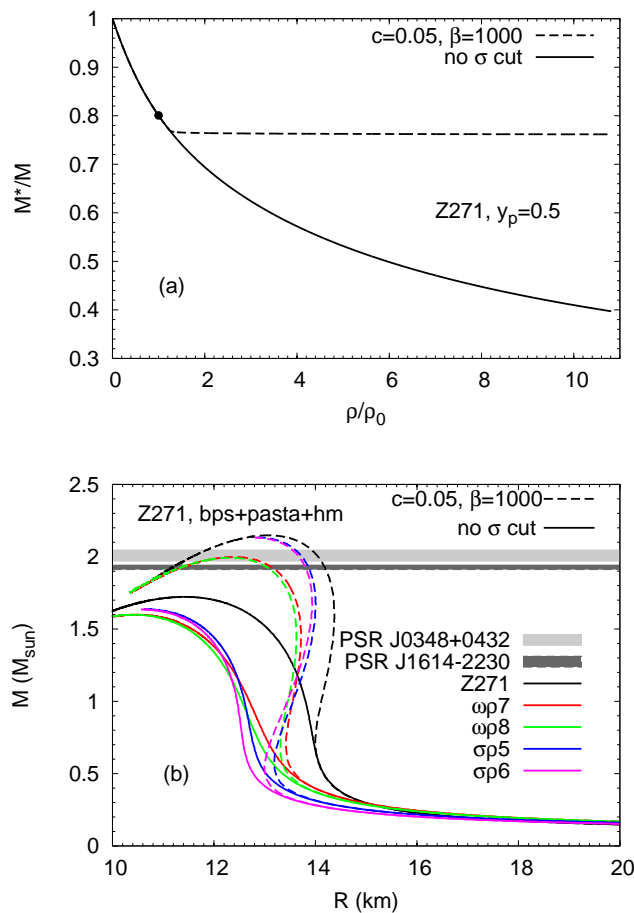 1
0.9
0.8
0.7
0.6
0.5
0.4
0.3
M*/M
c=0.05, β=1000
no σ cut
Z271, y_p=0.5
(a)
0 2 4 6 8 10
ρ/ρ_0
2.5
2
1.5
1
0.5
0
M (M_sun)
Z271, bps+pasta+hm
c=0.05, β=1000
no σ cut
PSR J0348+0432
PSR J1614-2230
Z271
ωρ7
ωρ8
σρ5
σρ6
(b)
10 12 14 16 18 20
R (km)